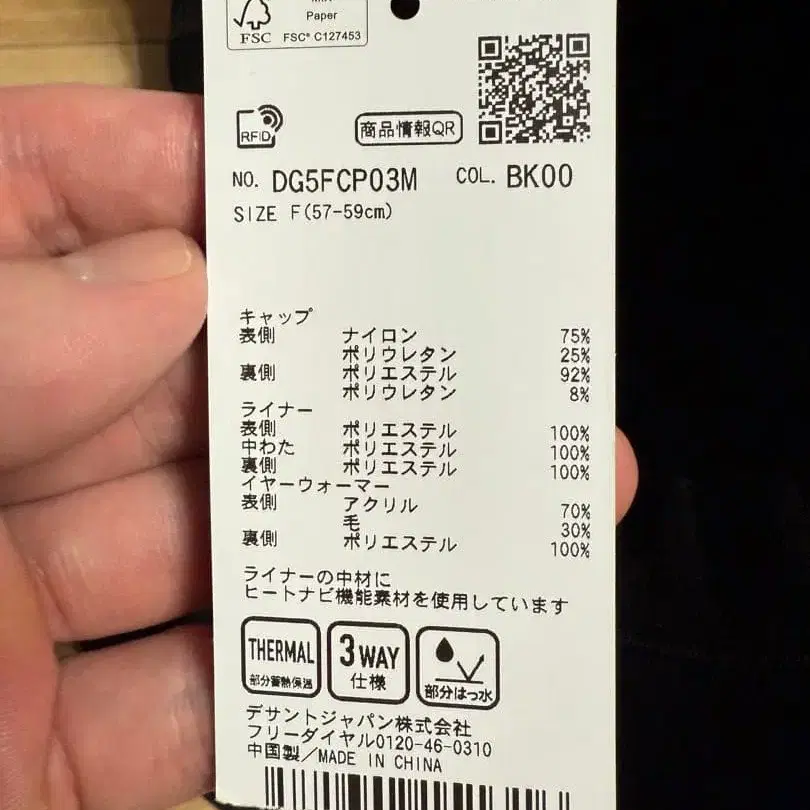 Paper
FSC
FSC® C127453
RFID
商品情報QR
NO. DG5FCP03M COL. BK00
SIZE F(57-59cm)
キャップ
表側 ナイロン 75%
ポリウレタン 25%
裏側 ポリエステル 92%
ポリウレタン 8%
ライナー
表側 ポリエステル 100%
中わた ポリエステル 100%
裏側 ポリエステル 100%
イヤーウォーマー
表側 アクリル 70%
毛 30%
裏側 ポリエステル 100%
ライナーの中材に
ヒートナビ機能素材を使用しています
THERMAL
部分蓄熱保温
3WAY
仕様
部分はっ水
デサントジャパン株式会社
フリーダイヤル0120-46-0310
中国製/MADE IN CHINA